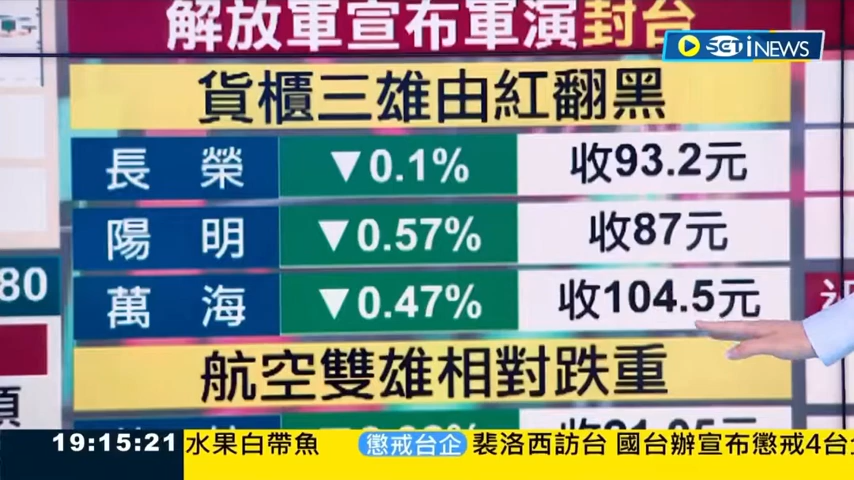 解放軍宣布軍演封台
SETiNEWS
貨櫃三雄由紅翻黑
長榮 ▼0.1% 收93.2元
陽明 ▼0.57% 收87元
80
萬海 ▼0.47% 收104.5元
航空雙雄相對跌重
19:15:21 水果白帶魚 懲戒台企 裴洛西訪台 國台辦宣布懲戒4台